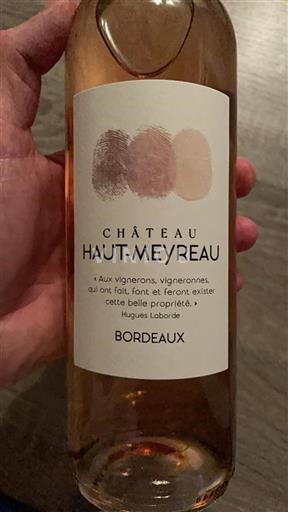 CHÂTEAU
HAUT-MEYREAU
« Aux vignerons, vigneronnes,
qui ont fait, font et feront exister
cette belle propriété. »
Hugues Laborde
BORDEAUX